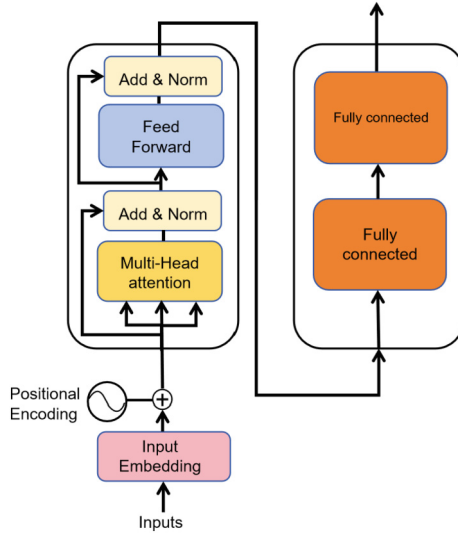 Add & Norm
Feed
Forward
Add & Norm
Multi-Head
attention
Positional
Encoding
Input
Embedding
Inputs
Fully connected
Fully
connected